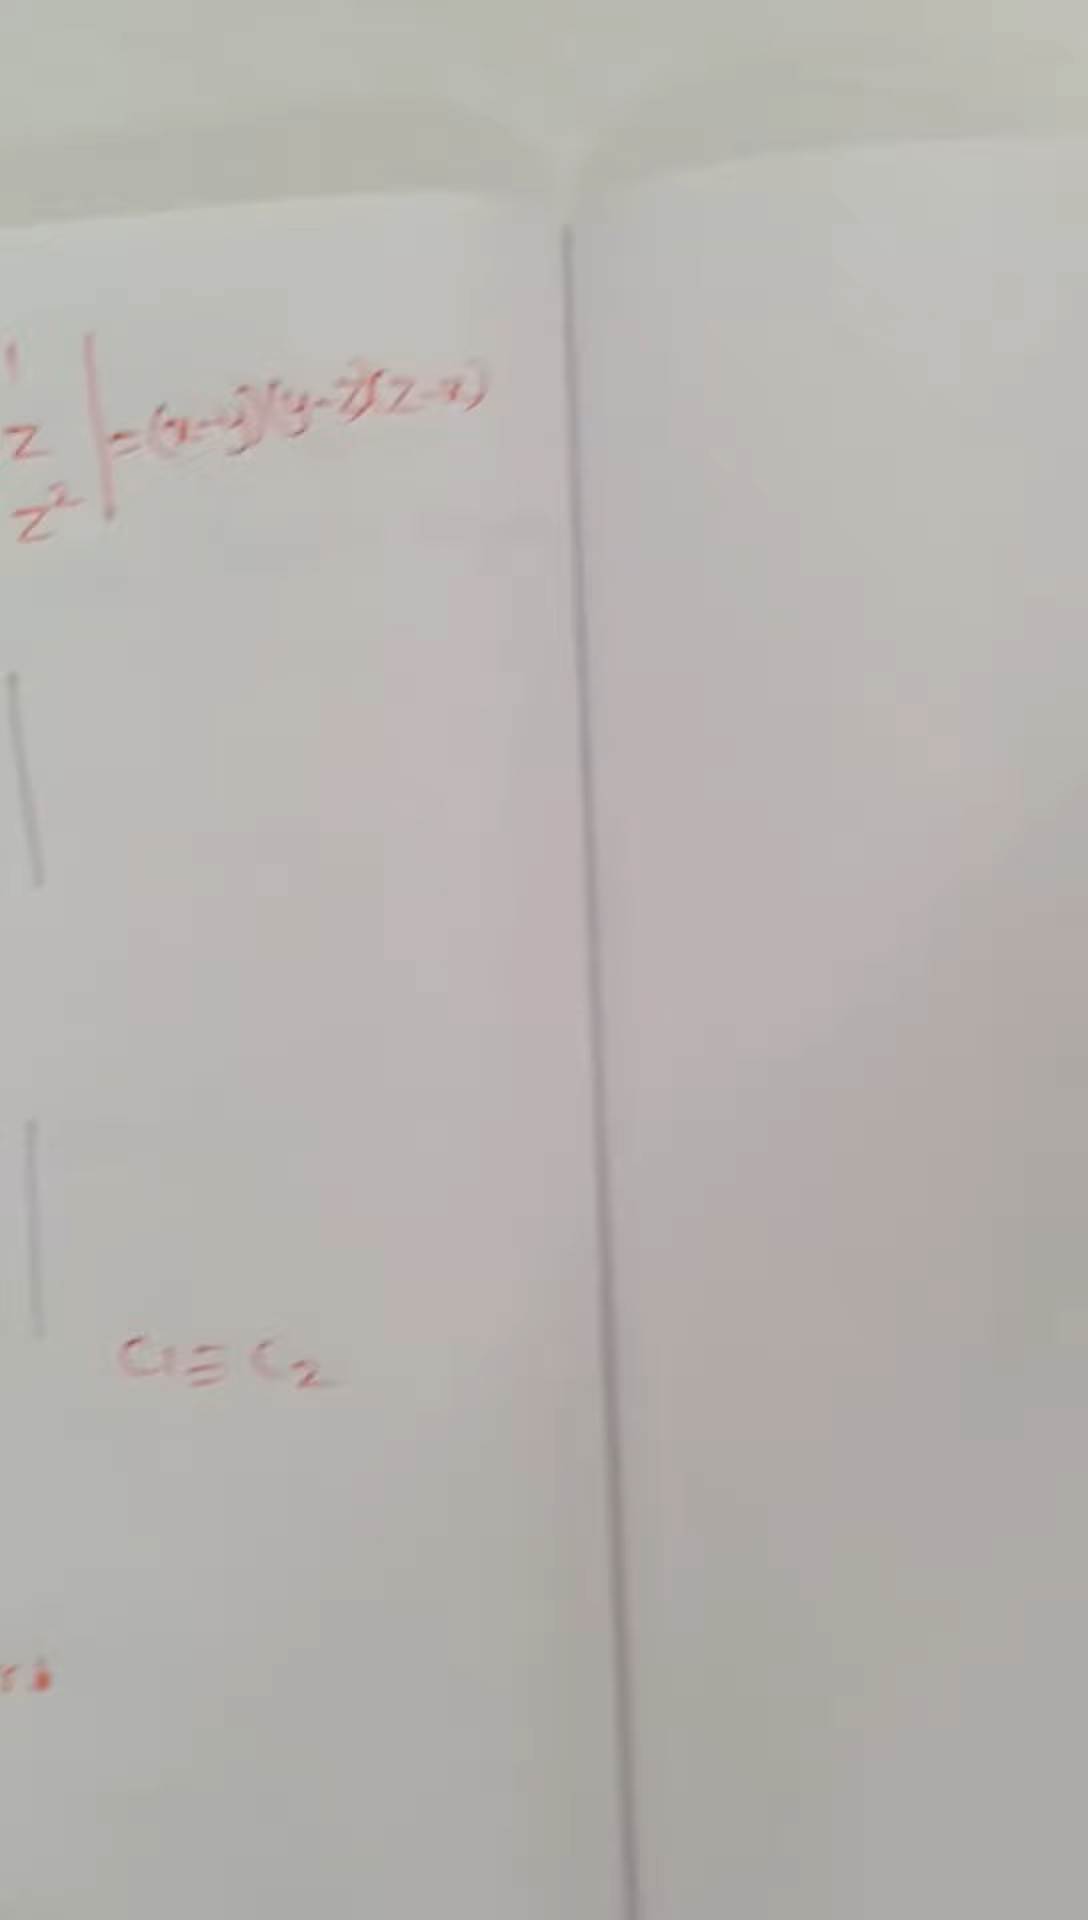 1
z | = (x-y)(y-z)(z-x)
z²
C₁ ≡ C₂